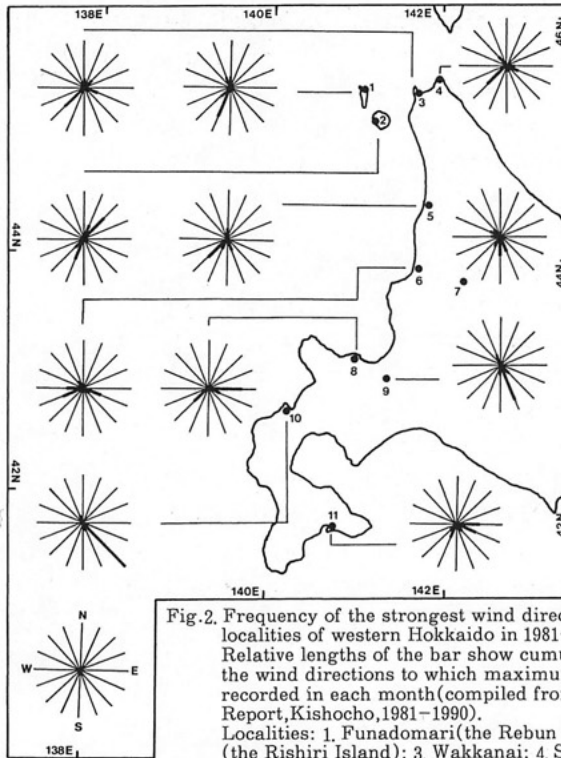 138E 140E 142E 46N
1
2
3
4
5
44N
44N
6
7
8
9
10
42N
11
42N
140E 142E
N
W E
S
138E
Fig.2. Frequency of the strongest wind direc
localities of western Hokkaido in 1981-
Relative lengths of the bar show cumu
the wind directions to which maximu
recorded in each month(compiled from
Report,Kishocho,1981-1990).
Localities: 1. Funadomari(the Rebun
(the Rishiri Island); 3. Wakkanai; 4. S